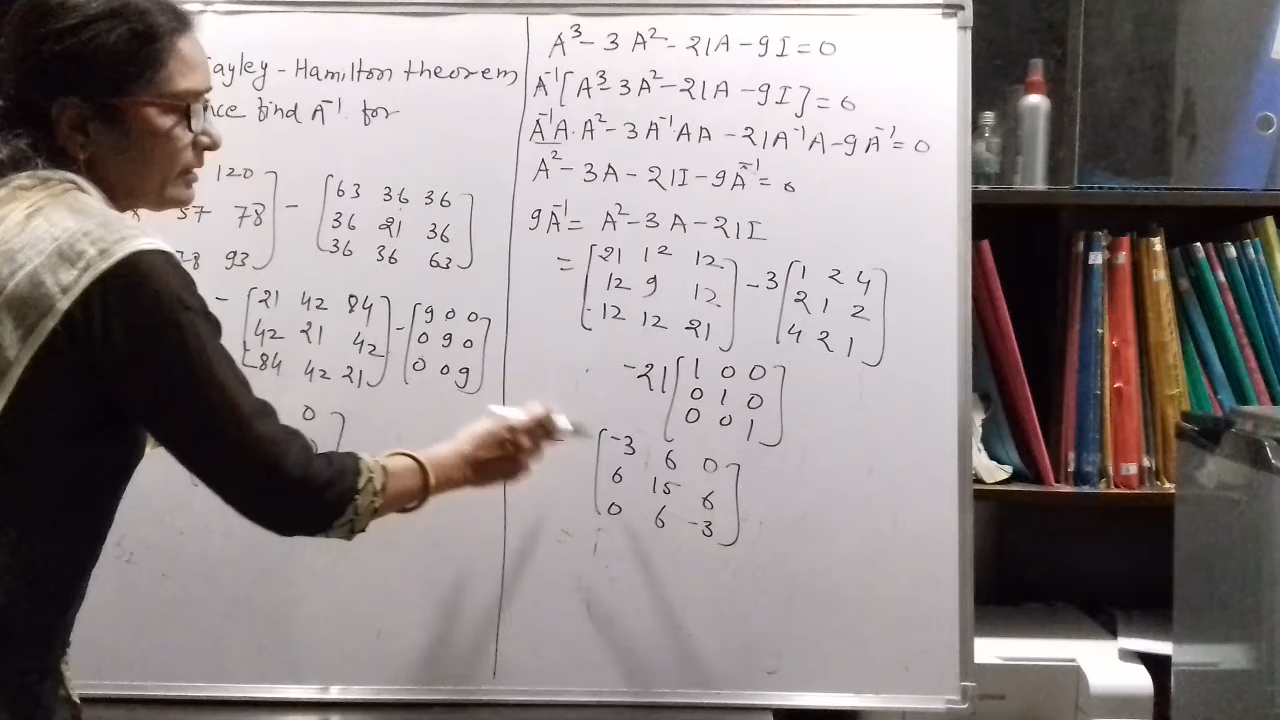 ayley-Hamilton theorem,
nce find A⁻¹ for
120
57 78
93
- [63 36 36
36 21 36
36 36 63]
- [21 42 84
42 21 42
84 42 21] - [9 0 0
0 9 0
0 0 9]
0
A³ - 3A² - 21A - 9I = 0
A⁻¹[A³ - 3A² - 21A - 9I] = 0
A⁻¹A·A² - 3A⁻¹AA - 21A⁻¹A - 9A⁻¹ = 0
A² - 3A - 21I - 9A⁻¹ = 0
9A⁻¹ = A² - 3A - 21I
= [21 12 12
12 9 12
12 12 21] - 3 [1 2 4
2 1 2
4 2 1]
-21 [1 0 0
0 1 0
0 0 1]
[-3 6 0
6 15 6
0 6 -3]